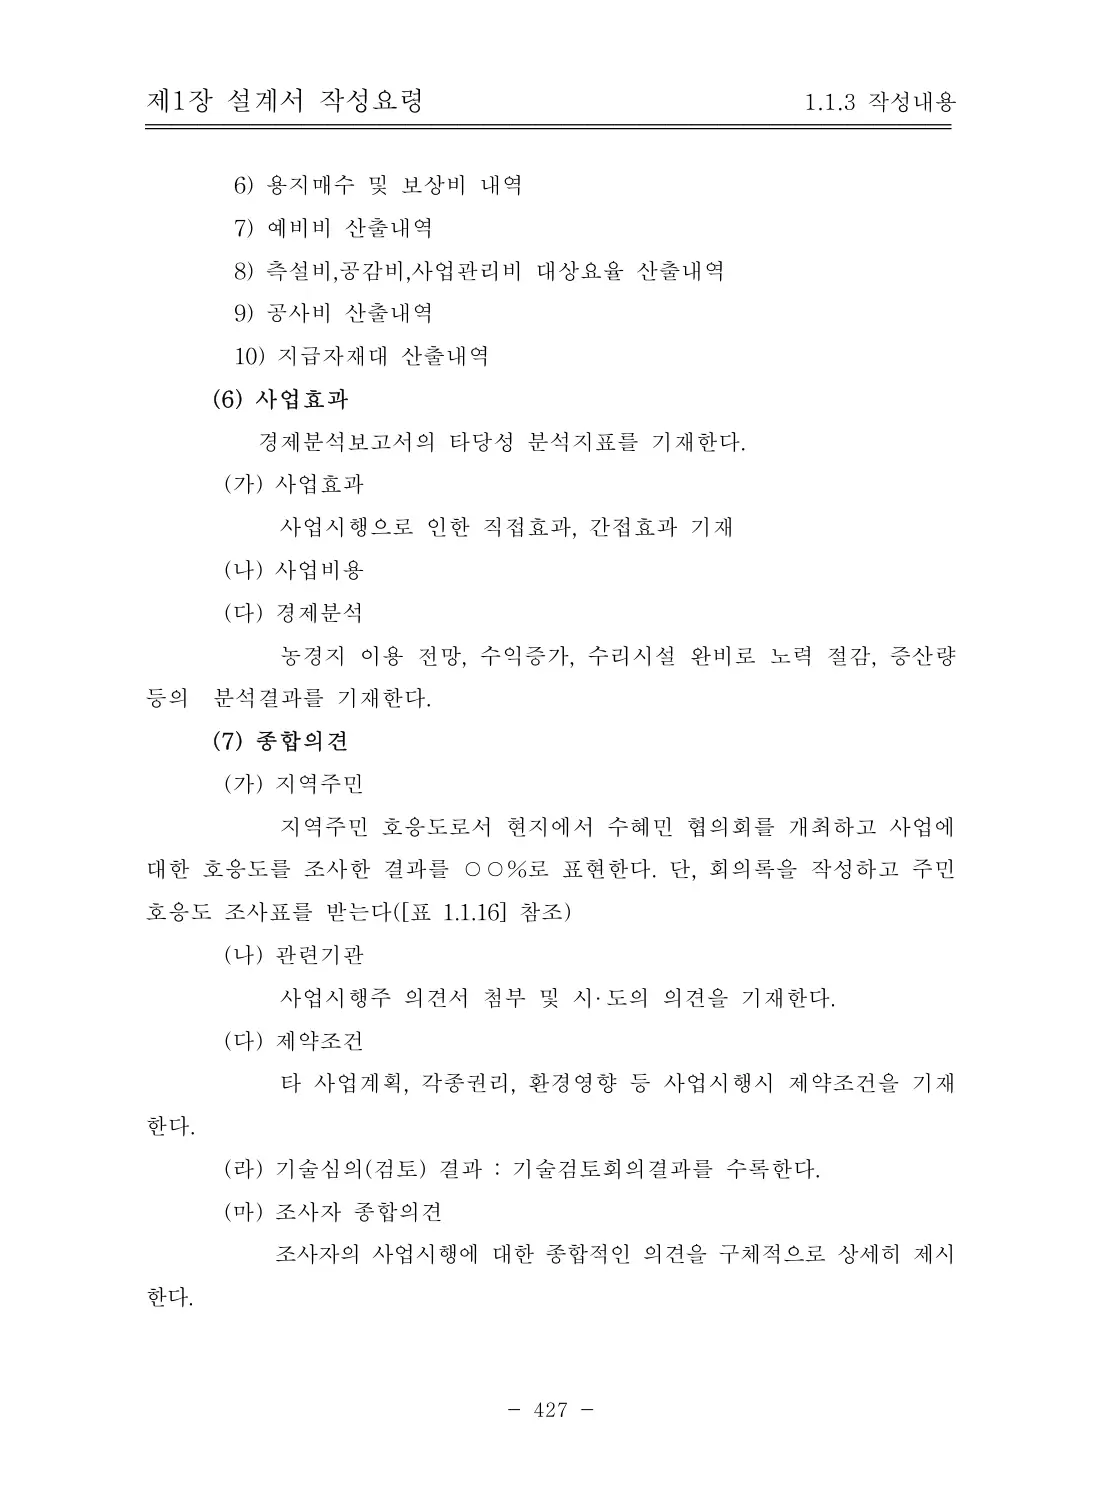 제1장 설계서 작성요령 1.1.3 작성내용
6) 용지매수 및 보상비 내역
7) 예비비 산출내역
8) 측설비,공감비,사업관리비 대상요율 산출내역
9) 공사비 산출내역
10) 지급자재대 산출내역
(6) 사업효과
경제분석보고서의 타당성 분석지표를 기재한다.
(가) 사업효과
사업시행으로 인한 직접효과, 간접효과 기재
(나) 사업비용
(다) 경제분석
농경지 이용 전망, 수익증가, 수리시설 완비로 노력 절감, 증산량
등의 분석결과를 기재한다.
(7) 종합의견
(가) 지역주민
지역주민 호응도로서 현지에서 수혜민 협의회를 개최하고 사업에
대한 호응도를 조사한 결과를 ○○%로 표현한다. 단, 회의록을 작성하고 주민
호응도 조사표를 받는다([표 1.1.16] 참조)
(나) 관련기관
사업시행주 의견서 첨부 및 시·도의 의견을 기재한다.
(다) 제약조건
타 사업계획, 각종권리, 환경영향 등 사업시행시 제약조건을 기재
한다.
(라) 기술심의(검토) 결과 : 기술검토회의결과를 수록한다.
(마) 조사자 종합의견
조사자의 사업시행에 대한 종합적인 의견을 구체적으로 상세히 제시
한다.
- 427 -